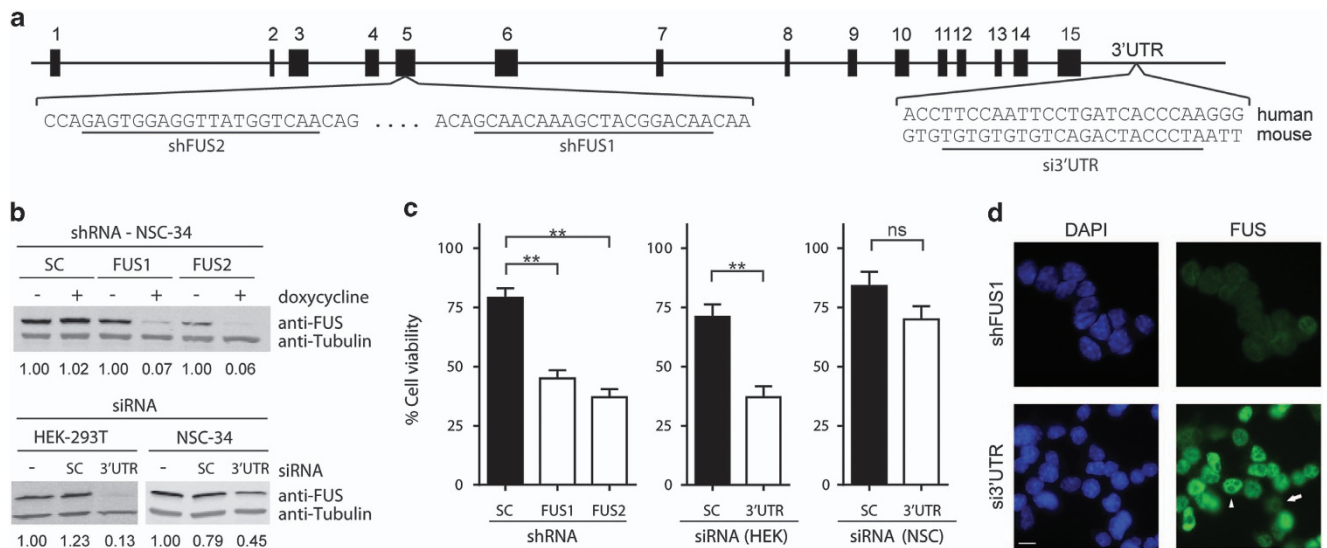 a
1 2 3 4 5 6 7 8 9 10 11 12 13 14 15 3'UTR
CCAGAGTGGAGGTTATGGTCAACAG .... ACAGCAACAAAGCTACGGACAACAA
shFUS2 shFUS1
ACCTTCCAATTCCTGATCACCCAAGGG human
GTGTGTGTGTGTCAGACTACCCTAATT mouse
si3'UTR
b
shRNA - NSC-34
SC FUS1 FUS2
- + - + - + doxycycline
anti-FUS
anti-Tubulin
1.00 1.02 1.00 0.07 1.00 0.06
siRNA
HEK-293T NSC-34
- SC 3'UTR - SC 3'UTR siRNA
anti-FUS
anti-Tubulin
1.00 1.23 0.13 1.00 0.79 0.45
c
% Cell viability
100
75
50
25
0
**
**
SC FUS1 FUS2
shRNA
100
75
50
25
0
**
SC 3'UTR
siRNA (HEK)
100
75
50
25
0
ns
SC 3'UTR
siRNA (NSC)
d
DAPI FUS
shFUS1
si3'UTR